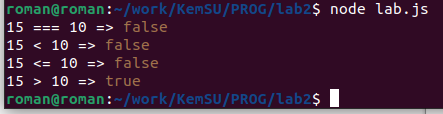 roman@roman:~/work/KemSU/PROG/lab2$ node lab.js
15 === 10 => false
15 < 10 => false
15 <= 10 => false
15 > 10 => true
roman@roman:~/work/KemSU/PROG/lab2$